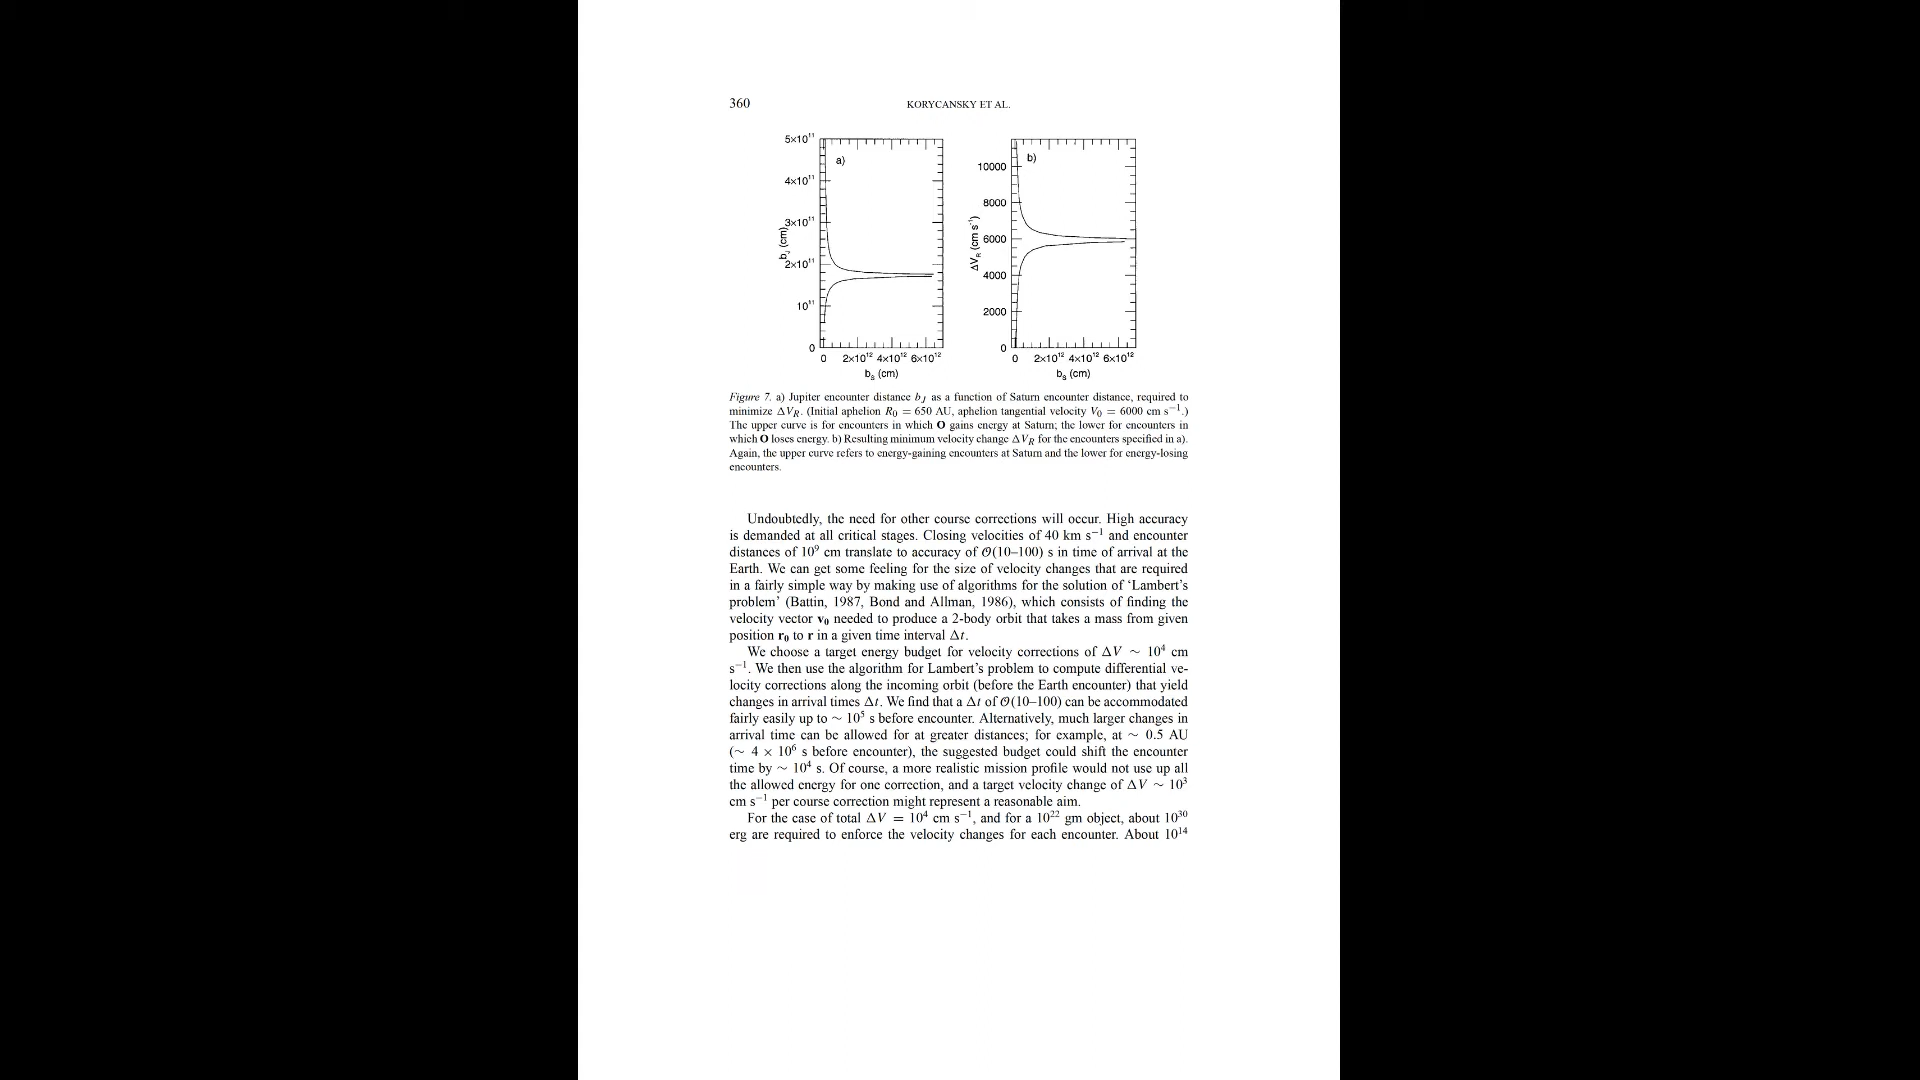 360
KORYCANSKY ET AL.
5×10¹¹
4×10¹¹
3×10¹¹
2×10¹¹
10¹¹
0
b_J (cm)
a)
0 2×10¹² 4×10¹² 6×10¹²
b_s (cm)
10000
8000
6000
4000
2000
0
ΔV_R (cm s⁻¹)
b)
0 2×10¹² 4×10¹² 6×10¹²
b_s (cm)
Figure 7. a) Jupiter encounter distance b_J as a function of Saturn encounter distance, required to
minimize ΔV_R. (Initial aphelion R₀ = 650 AU, aphelion tangential velocity V₀ = 6000 cm s⁻¹.)
The upper curve is for encounters in which O gains energy at Saturn; the lower for encounters in
which O loses energy. b) Resulting minimum velocity change ΔV_R for the encounters specified in a).
Again, the upper curve refers to energy-gaining encounters at Saturn and the lower for energy-losing
encounters.
Undoubtedly, the need for other course corrections will occur. High accuracy
is demanded at all critical stages. Closing velocities of 40 km s⁻¹ and encounter
distances of 10⁹ cm translate to accuracy of 𝒪(10–100) s in time of arrival at the
Earth. We can get some feeling for the size of velocity changes that are required
in a fairly simple way by making use of algorithms for the solution of ‘Lambert’s
problem’ (Battin, 1987, Bond and Allman, 1986), which consists of finding the
velocity vector v₀ needed to produce a 2-body orbit that takes a mass from given
position r₀ to r in a given time interval Δt.
We choose a target energy budget for velocity corrections of ΔV ∼ 10⁴ cm
s⁻¹. We then use the algorithm for Lambert’s problem to compute differential ve-
locity corrections along the incoming orbit (before the Earth encounter) that yield
changes in arrival times Δt. We find that a Δt of 𝒪(10–100) can be accommodated
fairly easily up to ∼ 10⁵ s before encounter. Alternatively, much larger changes in
arrival time can be allowed for at greater distances; for example, at ∼ 0.5 AU
(∼ 4 × 10⁶ s before encounter), the suggested budget could shift the encounter
time by ∼ 10⁴ s. Of course, a more realistic mission profile would not use up all
the allowed energy for one correction, and a target velocity change of ΔV ∼ 10³
cm s⁻¹ per course correction might represent a reasonable aim.
For the case of total ΔV = 10⁴ cm s⁻¹, and for a 10²² gm object, about 10³⁰
erg are required to enforce the velocity changes for each encounter. About 10¹⁴